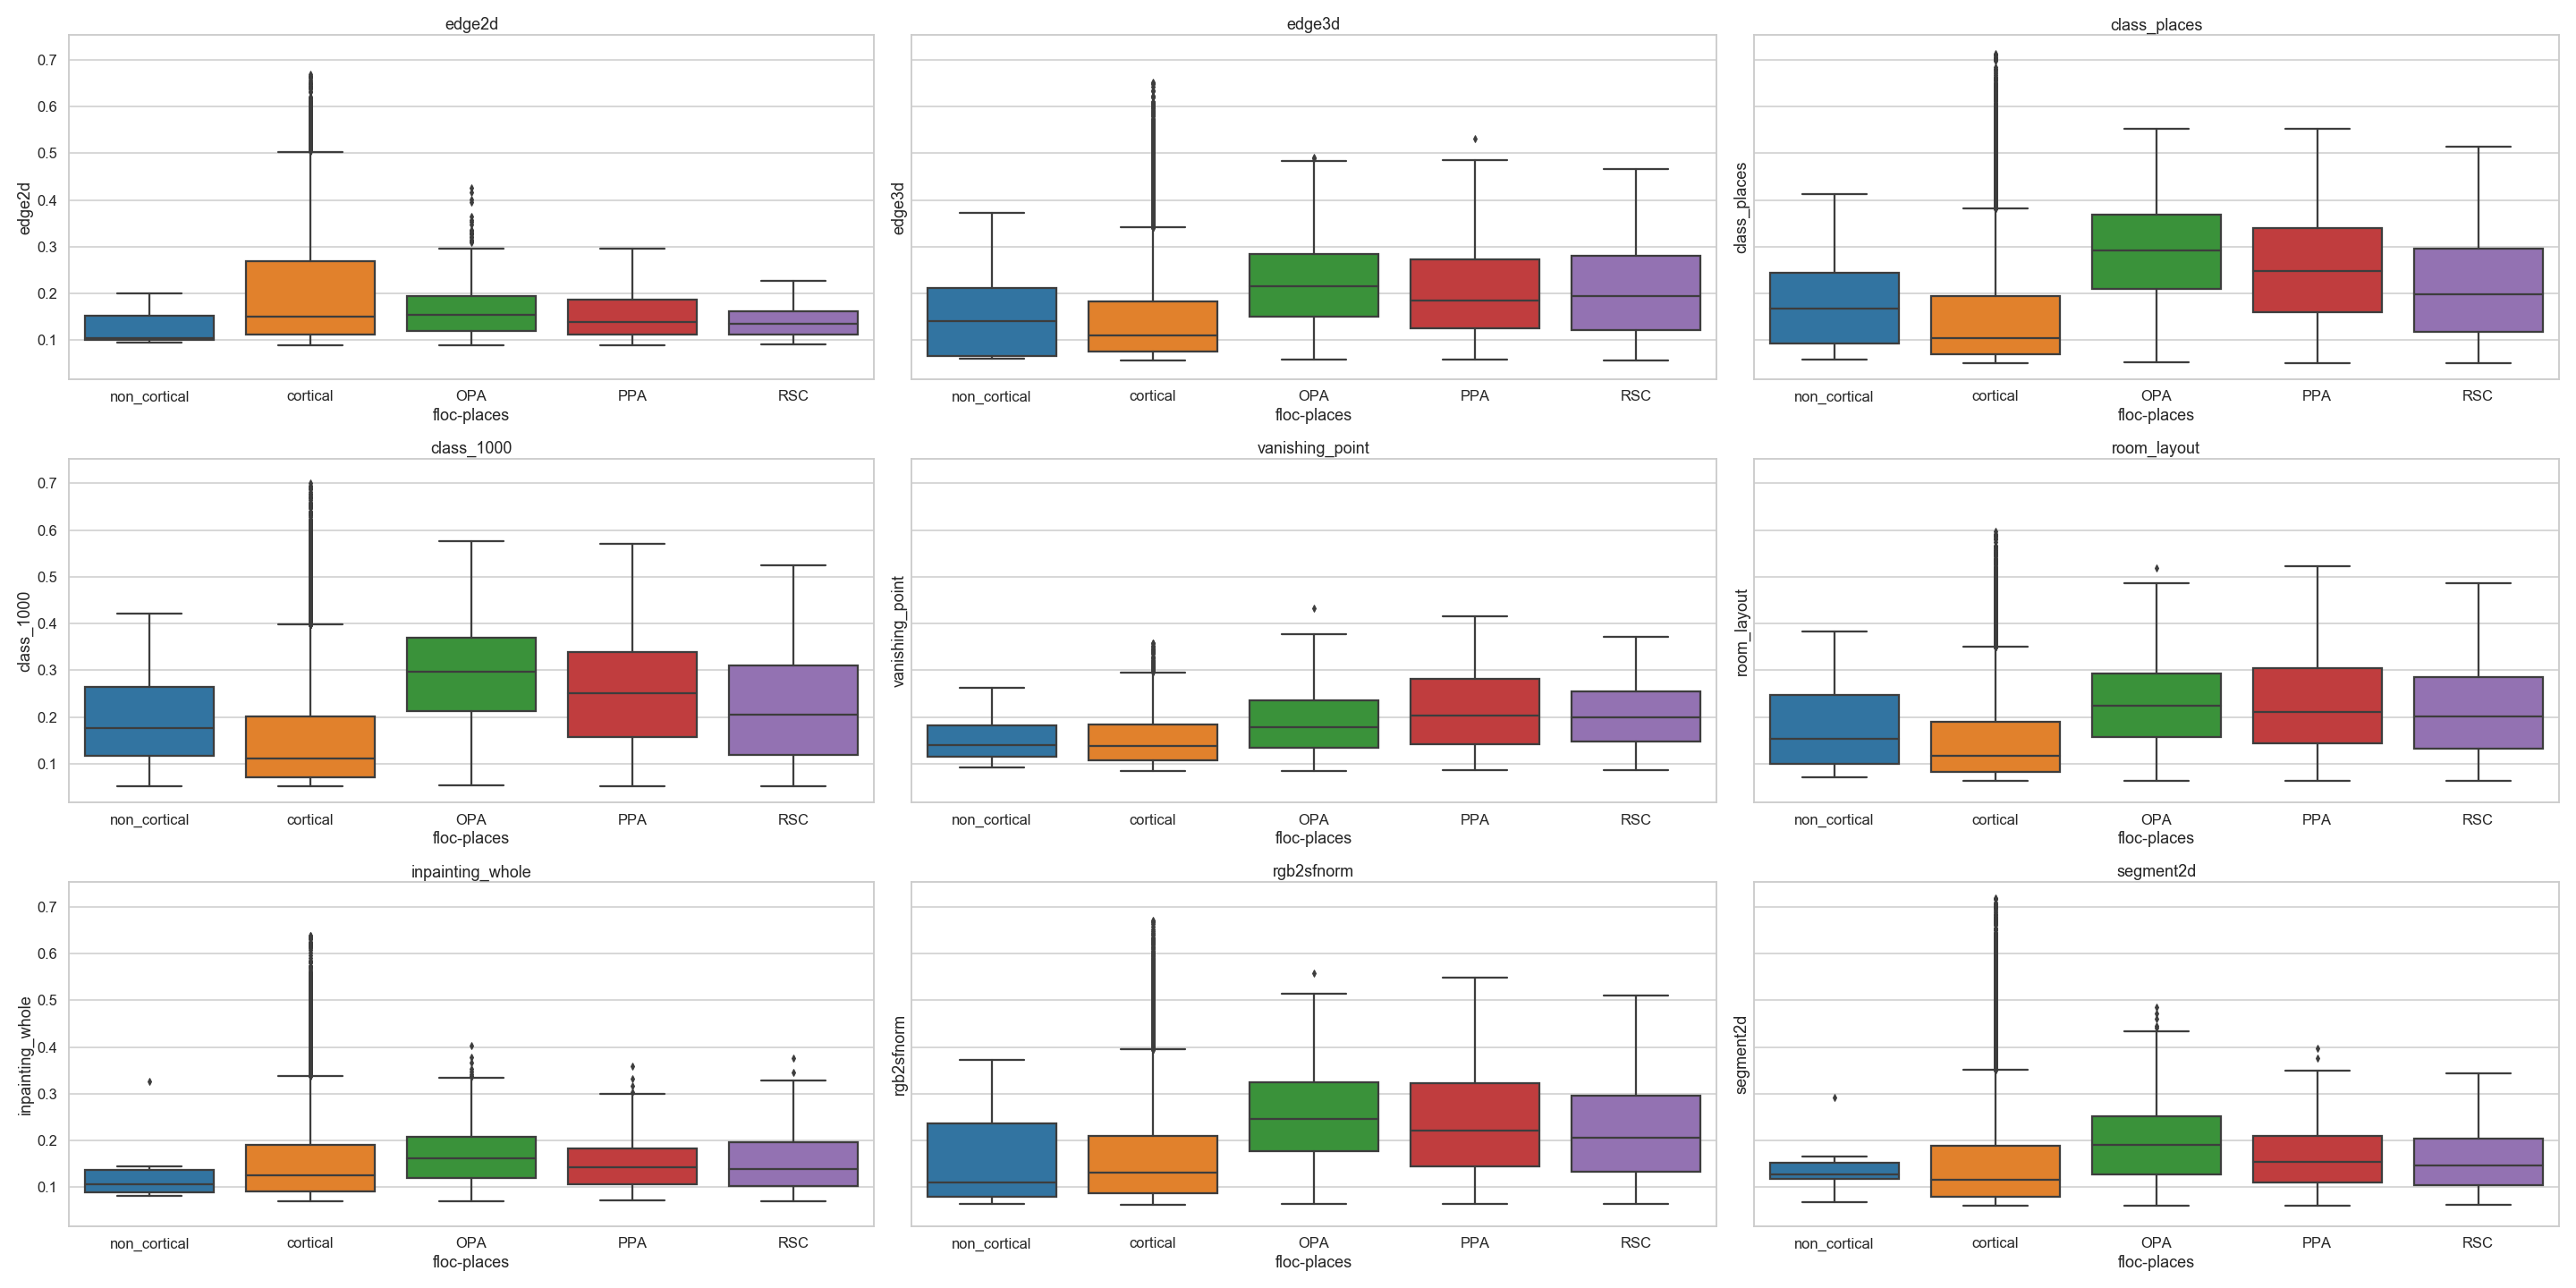 edge2d edge3d class_places
0.7
0.6
0.5
0.4
0.3
0.2
0.1
edge2d edge3d class_places
non_cortical cortical OPA PPA RSC non_cortical cortical OPA PPA RSC non_cortical cortical OPA PPA RSC
floc-places floc-places floc-places
class_1000 vanishing_point room_layout
0.7
0.6
0.5
0.4
0.3
0.2
0.1
class_1000 vanishing_point room_layout
non_cortical cortical OPA PPA RSC non_cortical cortical OPA PPA RSC non_cortical cortical OPA PPA RSC
floc-places floc-places floc-places
inpainting_whole rgb2sfnorm segment2d
0.7
0.6
0.5
0.4
0.3
0.2
0.1
inpainting_whole rgb2sfnorm segment2d
non_cortical cortical OPA PPA RSC non_cortical cortical OPA PPA RSC non_cortical cortical OPA PPA RSC
floc-places floc-places floc-places